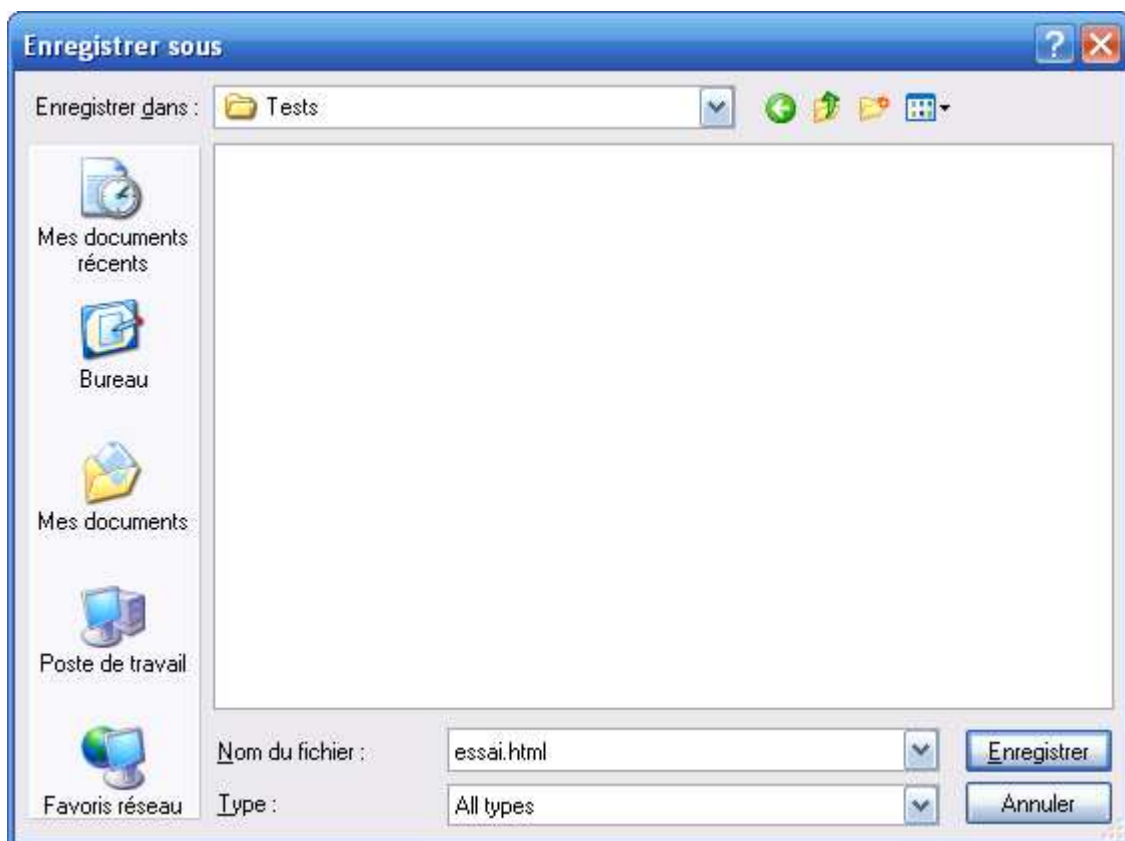 Enregistrer sous
Enregistrer dans :
Tests
Mes documents
récents
Bureau
Mes documents
Poste de travail
Favoris réseau
Nom du fichier :
essai.html
Enregistrer
Type :
All types
Annuler